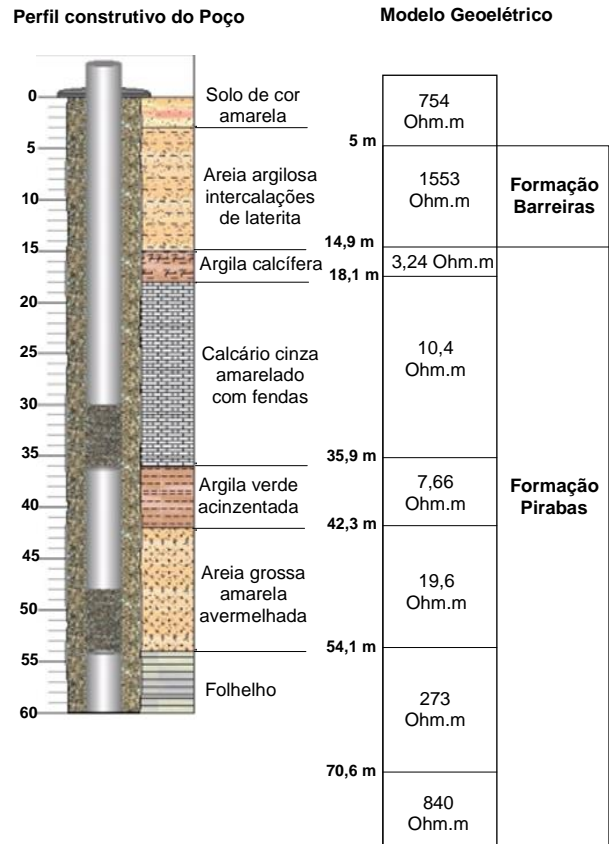 Perfil construtivo do Poço
Modelo Geoelétrico
0
5
10
15
20
25
30
35
40
45
50
55
60
Solo de cor
amarela
Areia argilosa
intercalações
de laterita
Argila calcífera
Calcário cinza
amarelado
com fendas
Argila verde
acinzentada
Areia grossa
amarela
avermelhada
Folhelho
5 m
14,9 m
18,1 m
35,9 m
42,3 m
54,1 m
70,6 m
754
Ohm.m
1553
Ohm.m
3,24 Ohm.m
10,4
Ohm.m
7,66
Ohm.m
19,6
Ohm.m
273
Ohm.m
840
Ohm.m
Formação
Barreiras
Formação
Pirabas